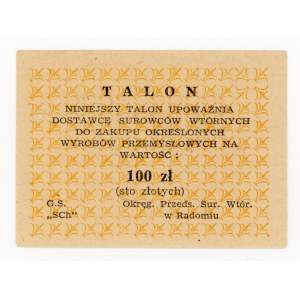 TALON
NINIEJSZY TALON UPOWAŻNIA
DOSTAWCĘ SUROWCÓW WTÓRNYCH
DO ZAKUPU OKREŚLONYCH
WYROBÓW PRZEMYSŁOWYCH NA
WARTOŚĆ:
100 zł
(sto złotych)
G.S. Okręg. Przeds. Sur. Wtór.
„SCh" w Radomiu